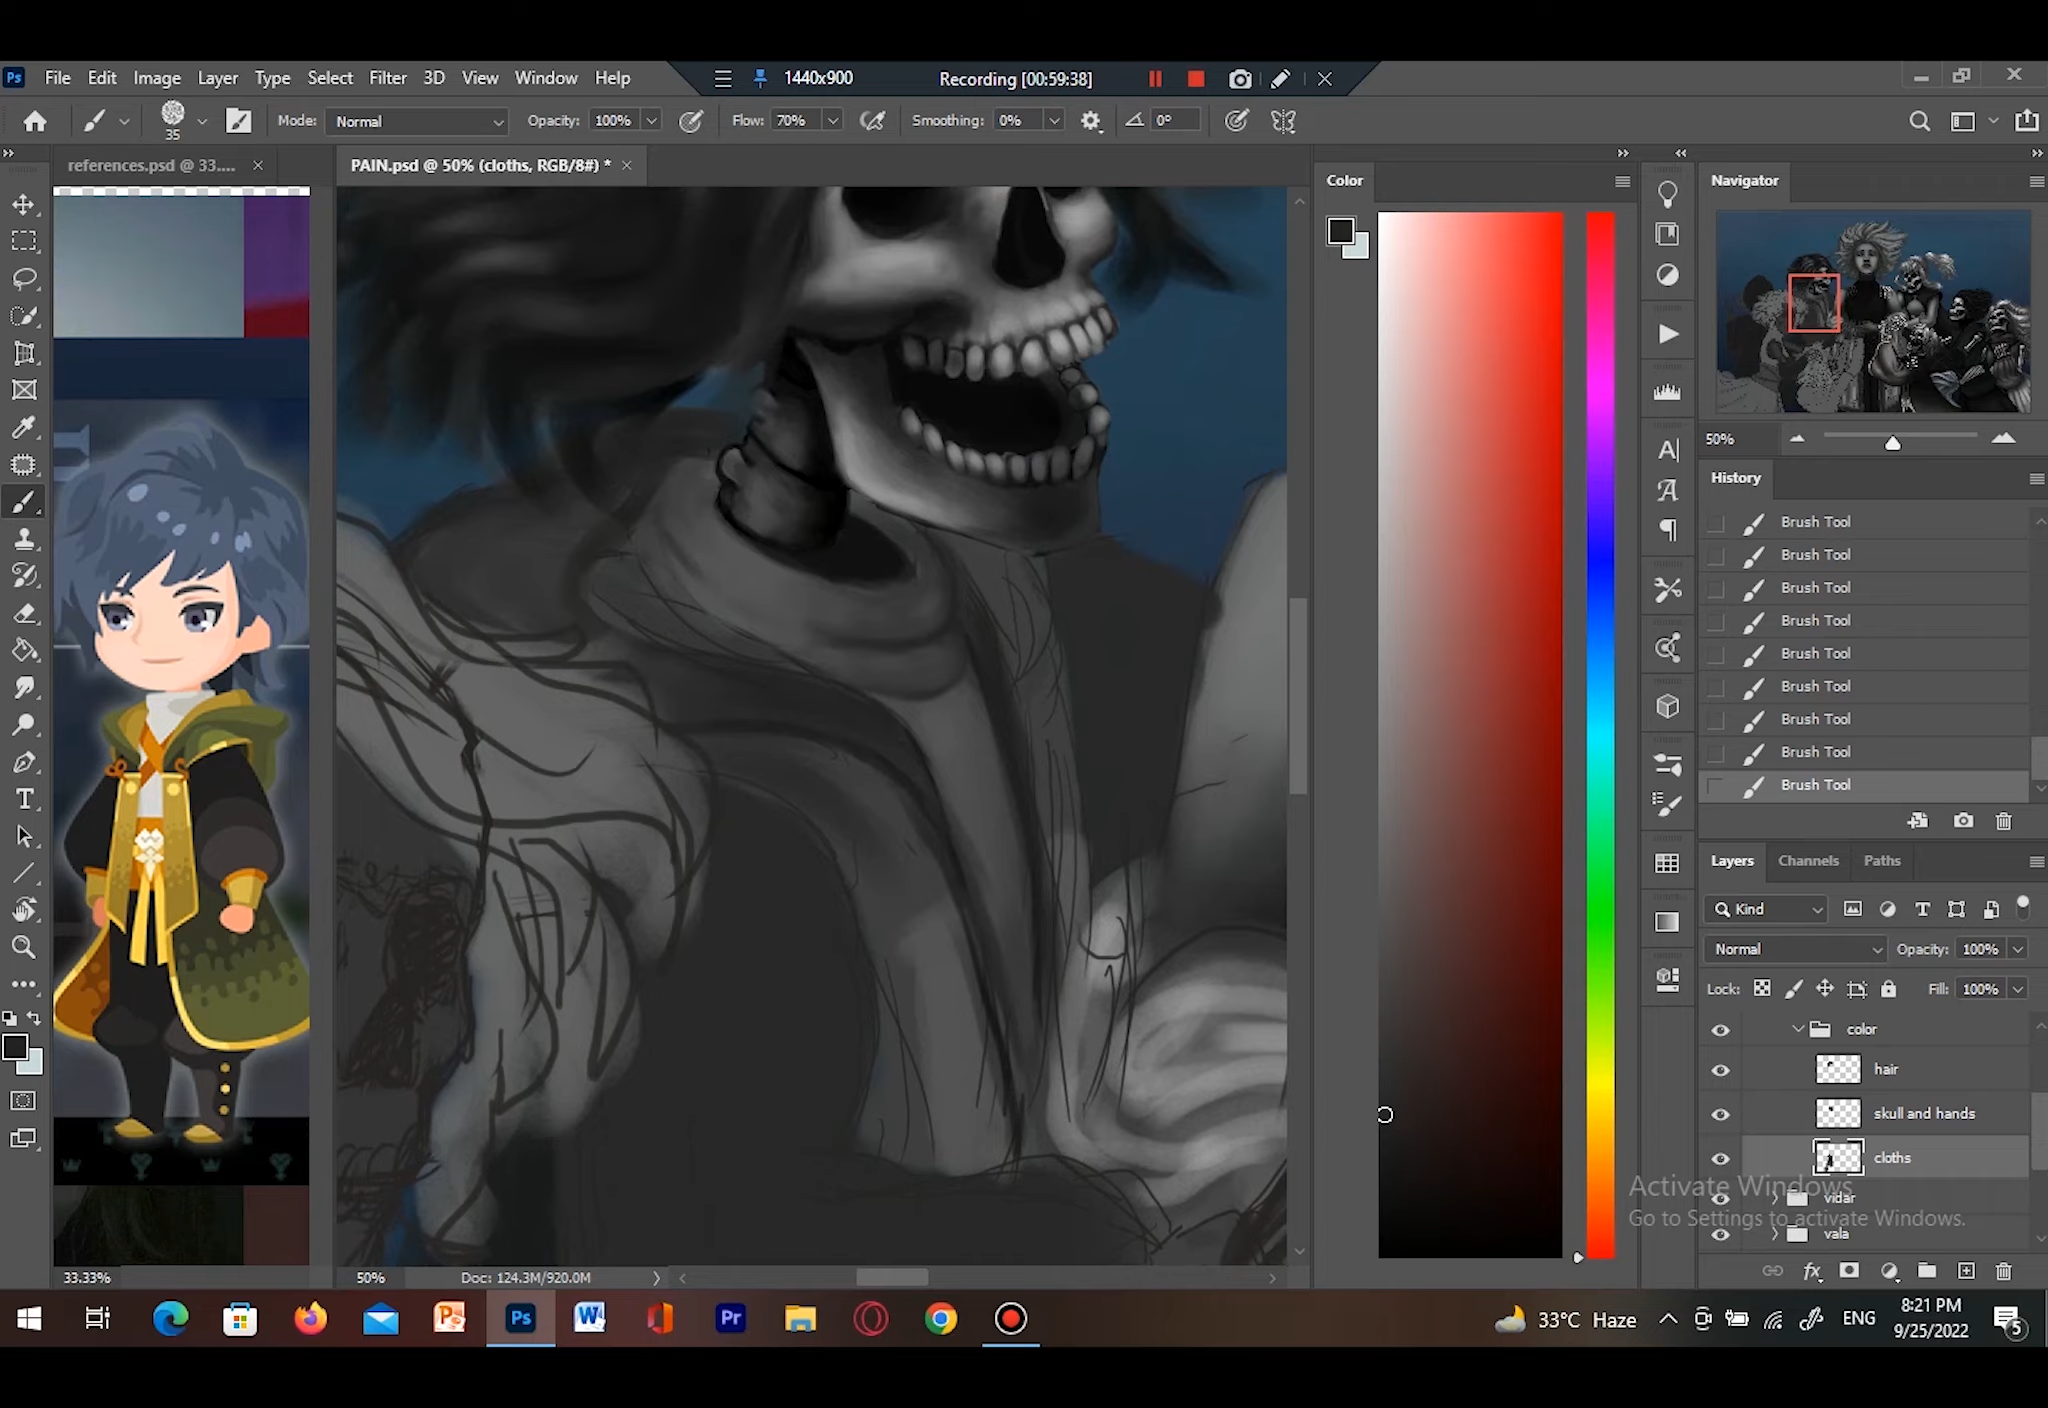 Ps File Edit Image Layer Type Select Filter 3D View Window Help
1440x900 Recording [00:59:38]
35 Mode: Normal Opacity: 100% Flow: 70% Smoothing: 0% 0°
references.psd @ 33.... PAIN.psd @ 50% (cloths, RGB/8#) *
Color
Navigator
50%
History
Brush Tool
Brush Tool
Brush Tool
Brush Tool
Brush Tool
Brush Tool
Brush Tool
Brush Tool
Brush Tool
Layers Channels Paths
Kind
Normal Opacity: 100%
Lock: Fill: 100%
color
hair
skull and hands
cloths
vidar
vala
Activate Windows
Go to Settings to activate Windows.
33.33% 50% Doc: 124.3M/920.0M
33°C Haze ENG 8:21 PM
9/25/2022
5